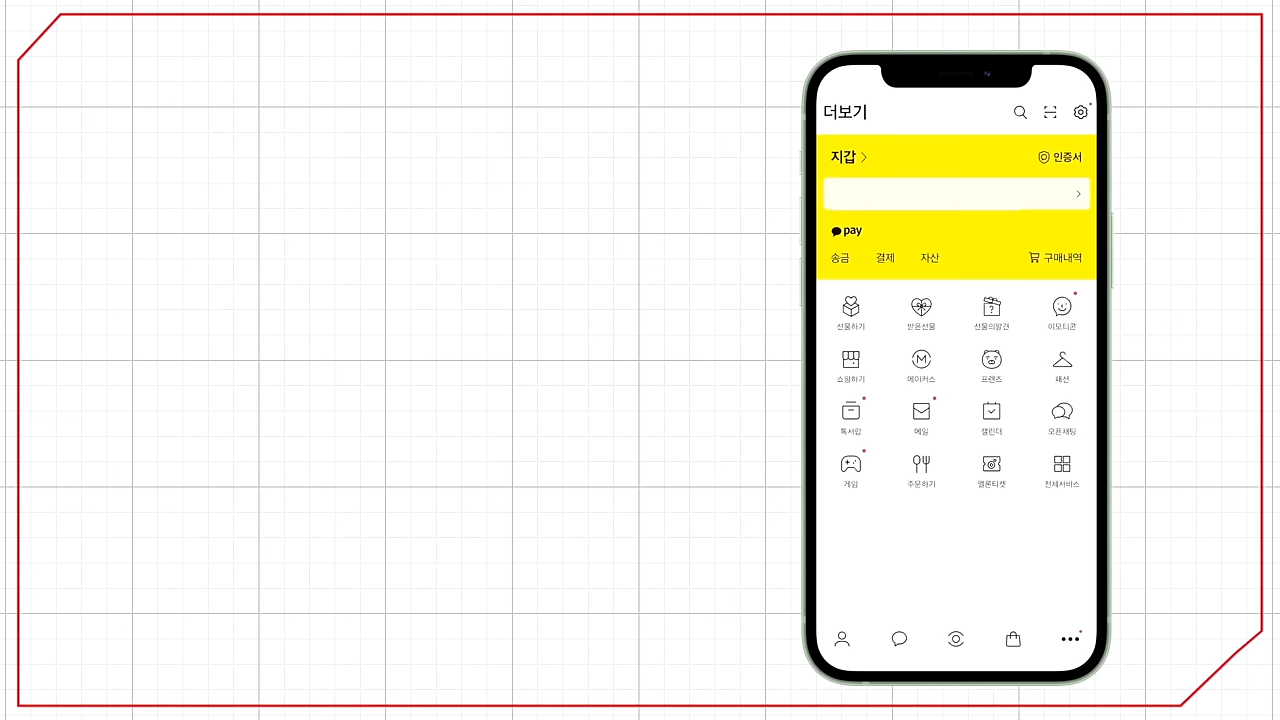 더보기
지갑
인증서
pay
송금 결제 자산 구매내역
선물하기 받은선물 선물의발견 이모티콘
쇼핑하기 메이커스 프렌즈 패션
톡서랍 메일 캘린더 오픈채팅
게임 주문하기 멜론티켓 전체서비스